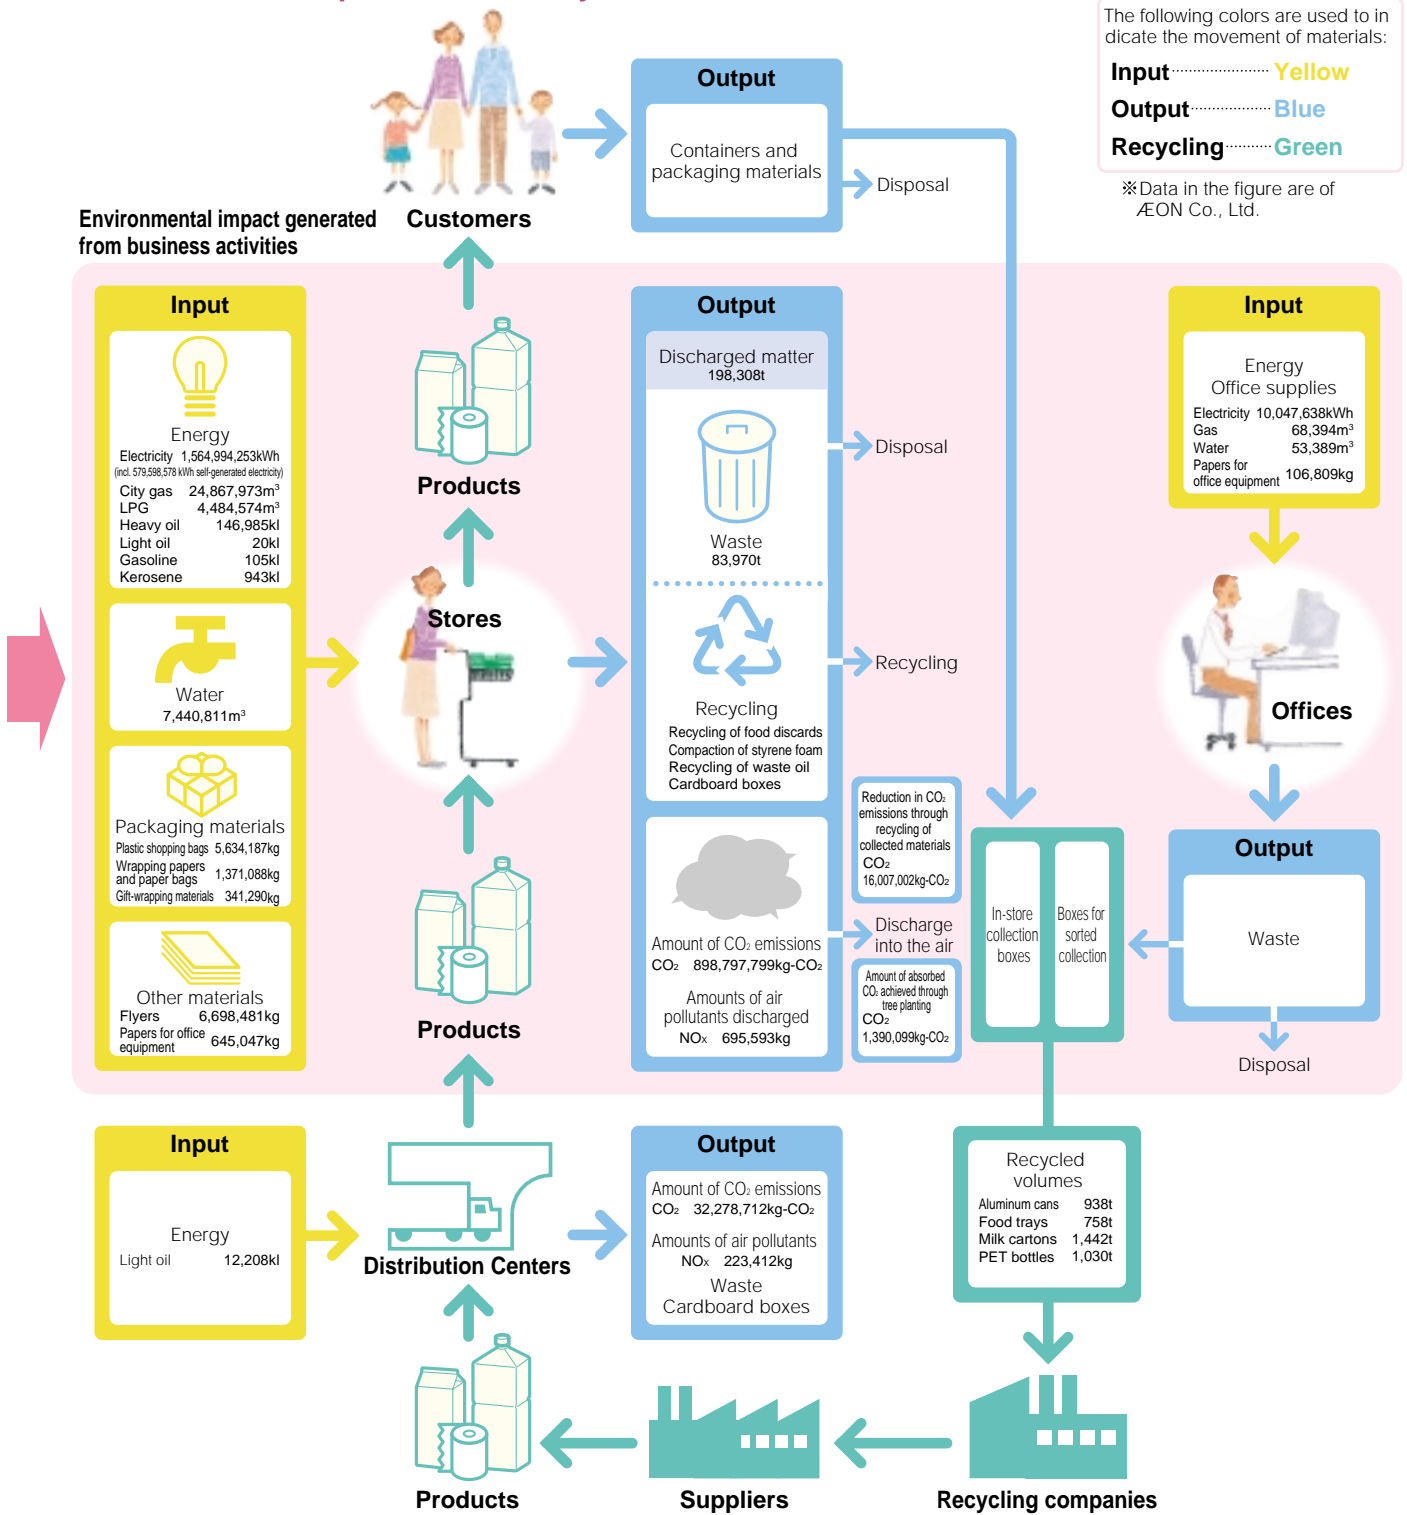 The following colors are used to in
dicate the movement of materials:
Input Yellow
Output Blue
Recycling Green
※Data in the figure are of
ÆON Co., Ltd.
Output
Containers and
packaging materials
Disposal
Customers
Environmental impact generated
from business activities
Input
Energy
Electricity 1,564,994,253kWh
(incl. 579,598,578 kWh self-generated electricity)
City gas 24,867,973m³
LPG 4,484,574m³
Heavy oil 146,985kl
Light oil 20kl
Gasoline 105kl
Kerosene 943kl
Water
7,440,811m³
Packaging materials
Plastic shopping bags 5,634,187kg
Wrapping papers
and paper bags 1,371,088kg
Gift-wrapping materials 341,290kg
Other materials
Flyers 6,698,481kg
Papers for office
equipment 645,047kg
Products
Stores
Products
Output
Discharged matter
198,308t
Waste
83,970t
Disposal
Recycling
Recycling
Recycling of food discards
Compaction of styrene foam
Recycling of waste oil
Cardboard boxes
Amount of CO₂ emissions
CO₂ 898,797,799kg-CO₂
Amounts of air
pollutants discharged
NOx 695,593kg
Reduction in CO₂
emissions through
recycling of
collected materials
CO₂
16,007,002kg-CO₂
Discharge
into the air
Amount of absorbed
CO₂ achieved through
tree planting
CO₂
1,390,099kg-CO₂
In-store
collection
boxes
Boxes for
sorted
collection
Input
Energy
Office supplies
Electricity 10,047,638kWh
Gas 68,394m³
Water 53,389m³
Papers for
office equipment 106,809kg
Offices
Output
Waste
Disposal
Input
Energy
Light oil 12,208kl
Distribution Centers
Output
Amount of CO₂ emissions
CO₂ 32,278,712kg-CO₂
Amounts of air pollutants
NOx 223,412kg
Waste
Cardboard boxes
Recycled
volumes
Aluminum cans 938t
Food trays 758t
Milk cartons 1,442t
PET bottles 1,030t
Products
Suppliers
Recycling companies